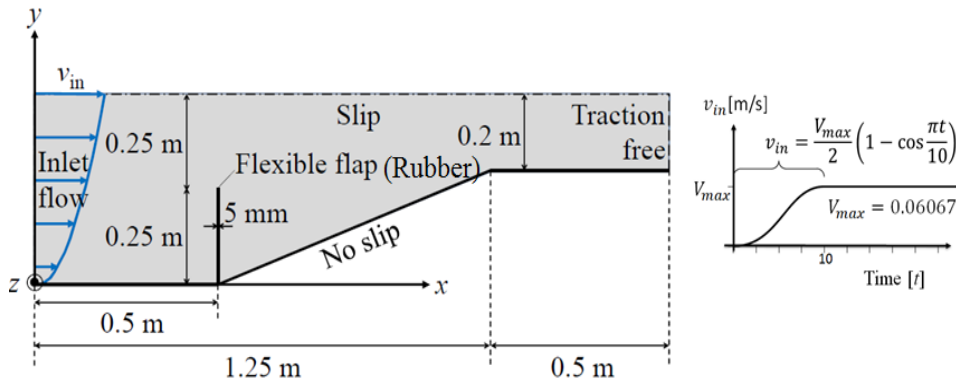 y
v_in
Slip
Traction
free
0.25 m
0.2 m
Inlet
flow
Flexible flap (Rubber)
5 mm
0.25 m
No slip
z
x
0.5 m
1.25 m
0.5 m
v_in[m/s]
v_in = V_max/2 (1 − cos πt/10)
V_max
V_max = 0.06067
10
Time [t]